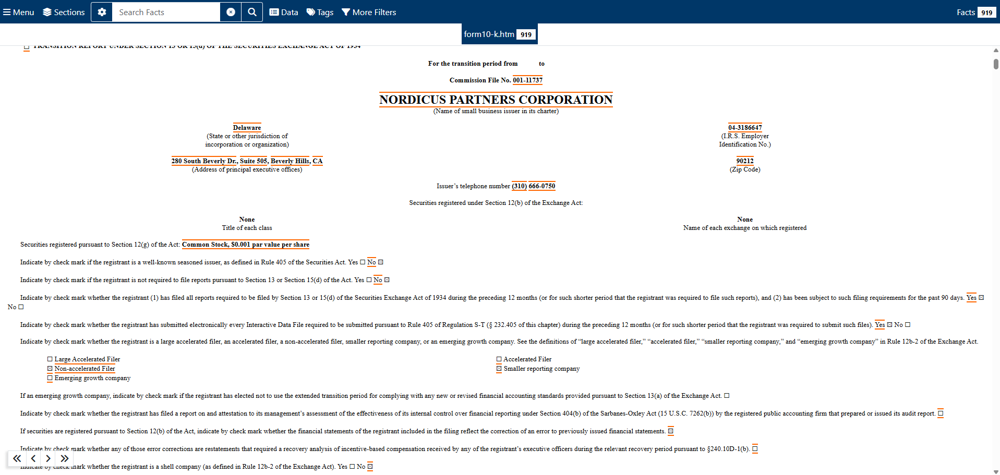 Menu Sections Search Facts Data Tags More Filters Facts 919
form10-k.htm 919
☐ TRANSITION REPORT UNDER SECTION 13 OR 15(d) OF THE SECURITIES EXCHANGE ACT OF 1934
For the transition period from to
Commission File No. 001-11737
NORDICUS PARTNERS CORPORATION
(Name of small business issuer in its charter)
Delaware 04-3186647
(State or other jurisdiction of (I.R.S. Employer
incorporation or organization) Identification No.)
280 South Beverly Dr., Suite 505, Beverly Hills, CA 90212
(Address of principal executive offices) (Zip Code)
Issuer’s telephone number (310) 666-0750
Securities registered under Section 12(b) of the Exchange Act:
None None
Title of each class Name of each exchange on which registered
Securities registered pursuant to Section 12(g) of the Act: Common Stock, $0.001 par value per share
Indicate by check mark if the registrant is a well-known seasoned issuer, as defined in Rule 405 of the Securities Act. Yes ☐ No ☒
Indicate by check mark if the registrant is not required to file reports pursuant to Section 13 or Section 15(d) of the Act. Yes ☐ No ☒
Indicate by check mark whether the registrant (1) has filed all reports required to be filed by Section 13 or 15(d) of the Securities Exchange Act of 1934 during the preceding 12 months (or for such shorter period that the registrant was required to file such reports), and (2) has been subject to such filing requirements for the past 90 days. Yes ☒
No ☐
Indicate by check mark whether the registrant has submitted electronically every Interactive Data File required to be submitted pursuant to Rule 405 of Regulation S-T (§ 232.405 of this chapter) during the preceding 12 months (or for such shorter period that the registrant was required to submit such files). Yes ☒ No ☐
Indicate by check mark whether the registrant is a large accelerated filer, an accelerated filer, a non-accelerated filer, smaller reporting company, or an emerging growth company. See the definitions of “large accelerated filer,” “accelerated filer,” “smaller reporting company,” and “emerging growth company” in Rule 12b-2 of the Exchange Act.
☐ Large Accelerated Filer ☐ Accelerated Filer
☒ Non-accelerated Filer ☒ Smaller reporting company
☐ Emerging growth company
If an emerging growth company, indicate by check mark if the registrant has elected not to use the extended transition period for complying with any new or revised financial accounting standards provided pursuant to Section 13(a) of the Exchange Act. ☐
Indicate by check mark whether the registrant has filed a report on and attestation to its management’s assessment of the effectiveness of its internal control over financial reporting under Section 404(b) of the Sarbanes-Oxley Act (15 U.S.C. 7262(b)) by the registered public accounting firm that prepared or issued its audit report. ☐
If securities are registered pursuant to Section 12(b) of the Act, indicate by check mark whether the financial statements of the registrant included in the filing reflect the correction of an error to previously issued financial statements. ☒
Indicate by check mark whether any of those error corrections are restatements that required a recovery analysis of incentive-based compensation received by any of the registrant’s executive officers during the relevant recovery period pursuant to §240.10D-1(b). ☐
Indicate by check mark whether the registrant is a shell company (as defined in Rule 12b-2 of the Exchange Act). Yes ☐ No ☒